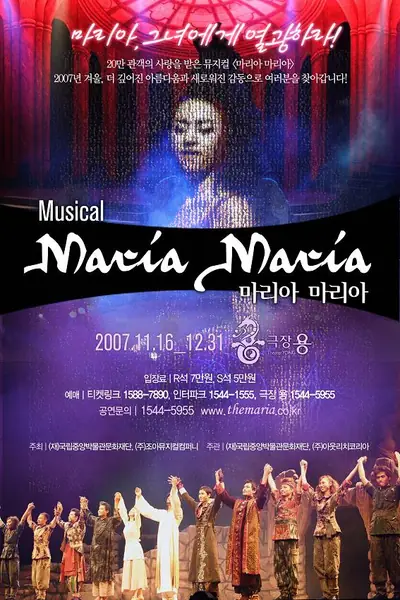 마리아, 그녀에게 열광하라!
20만 관객의 사랑을 받은 뮤지컬 <마리아 마리아>
2007년 겨울, 더 깊어진 아름다움과 새로워진 감동으로 여러분을 찾아갑니다!
Musical
María María
마리아 마리아
2007.11.16_12.31 극장 용
입장료 | R석 7만원, S석 5만원
예매 | 티켓링크 1588-7890, 인터파크 1544-1555, 극장 용 1544-5955
공연문의 | 1544-5955 www.themaria.co.kr
주최 | (재)국립중앙박물관문화재단, (주)조아뮤지컬컴퍼니 주관 | (재)국립중앙박물관문화재단, (주)아웃리치코리아